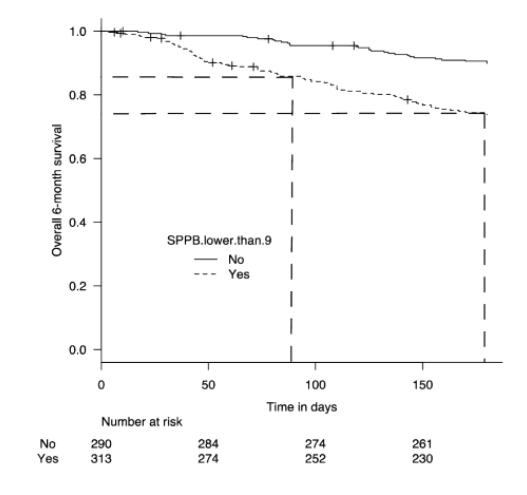 1.0
0.8
0.6
0.4
0.2
0.0
Overall 6-month survival
SPPB.lower.than.9
No
Yes
0 50 100 150
Time in days
Number at risk
No 290 284 274 261
Yes 313 274 252 230